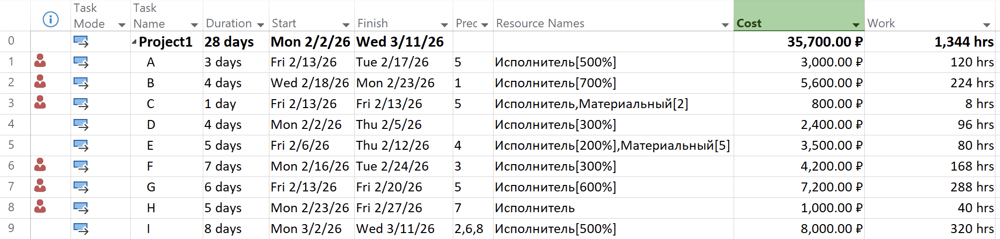 Task Mode Task Name Duration Start Finish Prec Resource Names Cost Work
0 Project1 28 days Mon 2/2/26 Wed 3/11/26 35,700.00 ₽ 1,344 hrs
1 A 3 days Fri 2/13/26 Tue 2/17/26 5 Исполнитель[500%] 3,000.00 ₽ 120 hrs
2 B 4 days Wed 2/18/26 Mon 2/23/26 1 Исполнитель[700%] 5,600.00 ₽ 224 hrs
3 C 1 day Fri 2/13/26 Fri 2/13/26 5 Исполнитель,Материальный[2] 800.00 ₽ 8 hrs
4 D 4 days Mon 2/2/26 Thu 2/5/26 Исполнитель[300%] 2,400.00 ₽ 96 hrs
5 E 5 days Fri 2/6/26 Thu 2/12/26 4 Исполнитель[200%],Материальный[5] 3,500.00 ₽ 80 hrs
6 F 7 days Mon 2/16/26 Tue 2/24/26 3 Исполнитель[300%] 4,200.00 ₽ 168 hrs
7 G 6 days Fri 2/13/26 Fri 2/20/26 5 Исполнитель[600%] 7,200.00 ₽ 288 hrs
8 H 5 days Mon 2/23/26 Fri 2/27/26 7 Исполнитель 1,000.00 ₽ 40 hrs
9 I 8 days Mon 3/2/26 Wed 3/11/26 2,6,8 Исполнитель[500%] 8,000.00 ₽ 320 hrs